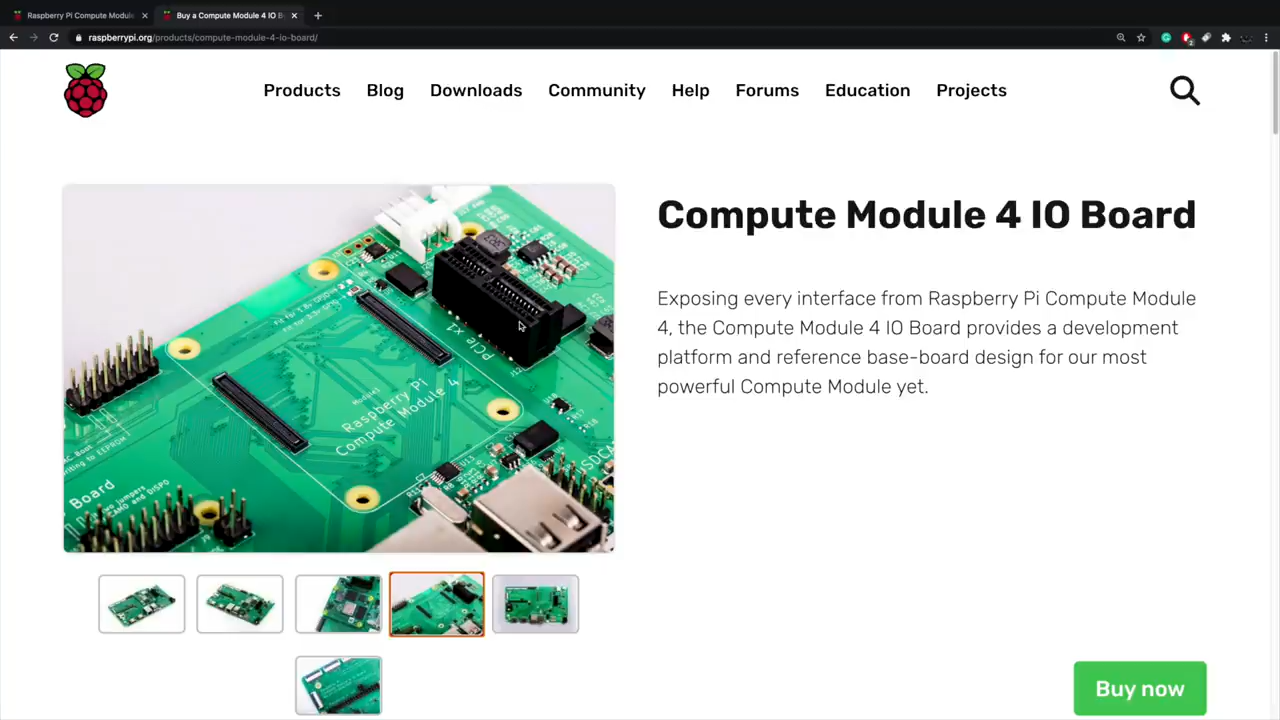 Raspberry Pi Compute Module
Buy a Compute Module 4 IO B
raspberrypi.org/products/compute-module-4-io-board/
Products Blog Downloads Community Help Forums Education Projects
Compute Module 4 IO Board
Exposing every interface from Raspberry Pi Compute Module
4, the Compute Module 4 IO Board provides a development
platform and reference base-board design for our most
powerful Compute Module yet.
PCIe x1
Module1
Raspberry Pi
Compute Module 4
Board
Buy now